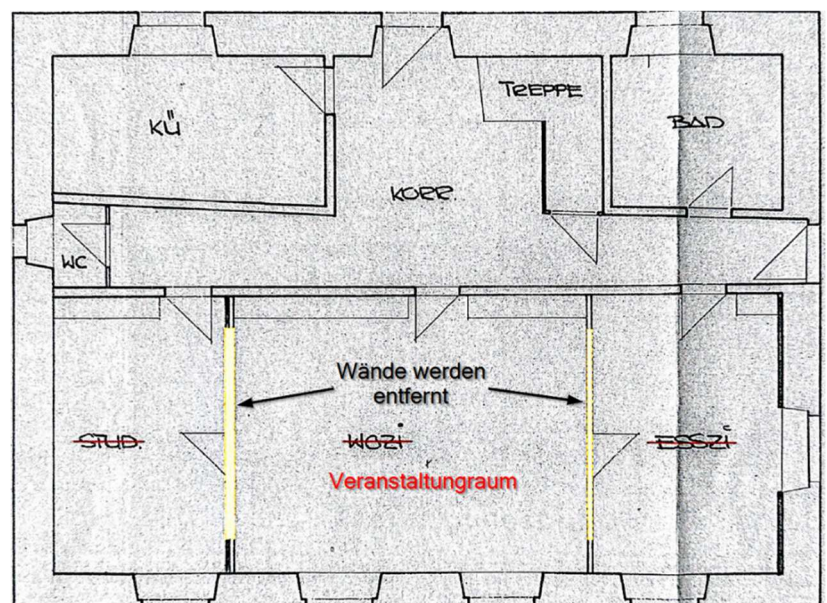 TREPPE
KÜ
BAD
KORR.
WC
Wände werden
entfernt
STUD.
WOZI
ESSZI
Veranstaltungraum